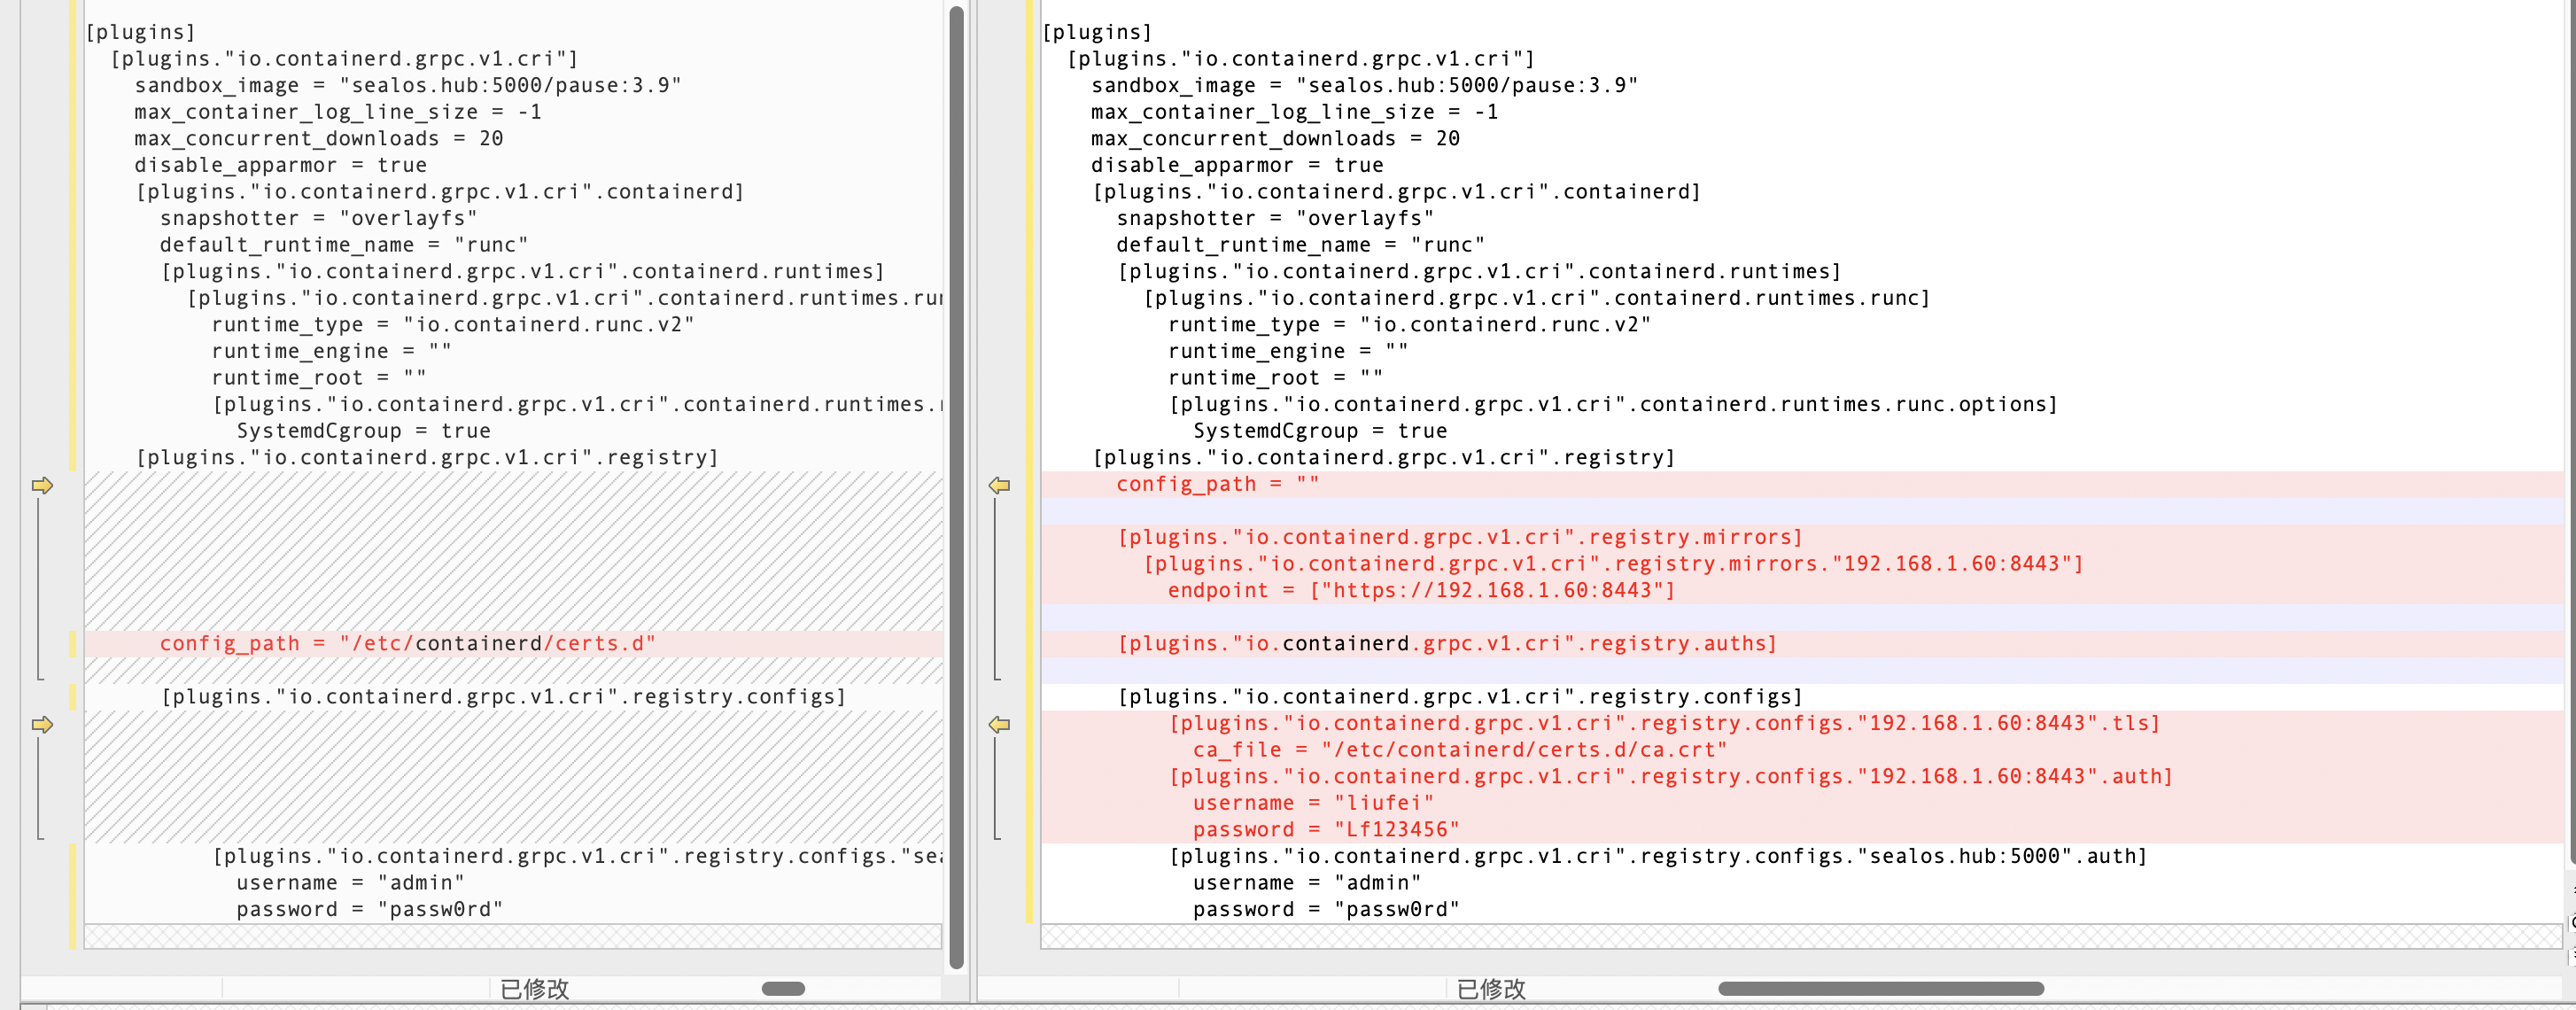 [plugins]
[plugins."io.containerd.grpc.v1.cri"]
sandbox_image = "sealos.hub:5000/pause:3.9"
max_container_log_line_size = -1
max_concurrent_downloads = 20
disable_apparmor = true
[plugins."io.containerd.grpc.v1.cri".containerd]
snapshotter = "overlayfs"
default_runtime_name = "runc"
[plugins."io.containerd.grpc.v1.cri".containerd.runtimes]
[plugins."io.containerd.grpc.v1.cri".containerd.runtimes.run
runtime_type = "io.containerd.runc.v2"
runtime_engine = ""
runtime_root = ""
[plugins."io.containerd.grpc.v1.cri".containerd.runtimes.
SystemdCgroup = true
[plugins."io.containerd.grpc.v1.cri".registry]
config_path = "/etc/containerd/certs.d"
[plugins."io.containerd.grpc.v1.cri".registry.configs]
[plugins."io.containerd.grpc.v1.cri".registry.configs."sea
username = "admin"
password = "passw0rd"
已修改
[plugins]
[plugins."io.containerd.grpc.v1.cri"]
sandbox_image = "sealos.hub:5000/pause:3.9"
max_container_log_line_size = -1
max_concurrent_downloads = 20
disable_apparmor = true
[plugins."io.containerd.grpc.v1.cri".containerd]
snapshotter = "overlayfs"
default_runtime_name = "runc"
[plugins."io.containerd.grpc.v1.cri".containerd.runtimes]
[plugins."io.containerd.grpc.v1.cri".containerd.runtimes.runc]
runtime_type = "io.containerd.runc.v2"
runtime_engine = ""
runtime_root = ""
[plugins."io.containerd.grpc.v1.cri".containerd.runtimes.runc.options]
SystemdCgroup = true
[plugins."io.containerd.grpc.v1.cri".registry]
config_path = ""
[plugins."io.containerd.grpc.v1.cri".registry.mirrors]
[plugins."io.containerd.grpc.v1.cri".registry.mirrors."192.168.1.60:8443"]
endpoint = ["https://192.168.1.60:8443"]
[plugins."io.containerd.grpc.v1.cri".registry.auths]
[plugins."io.containerd.grpc.v1.cri".registry.configs]
[plugins."io.containerd.grpc.v1.cri".registry.configs."192.168.1.60:8443".tls]
ca_file = "/etc/containerd/certs.d/ca.crt"
[plugins."io.containerd.grpc.v1.cri".registry.configs."192.168.1.60:8443".auth]
username = "liufei"
password = "Lf123456"
[plugins."io.containerd.grpc.v1.cri".registry.configs."sealos.hub:5000".auth]
username = "admin"
password = "passw0rd"
已修改